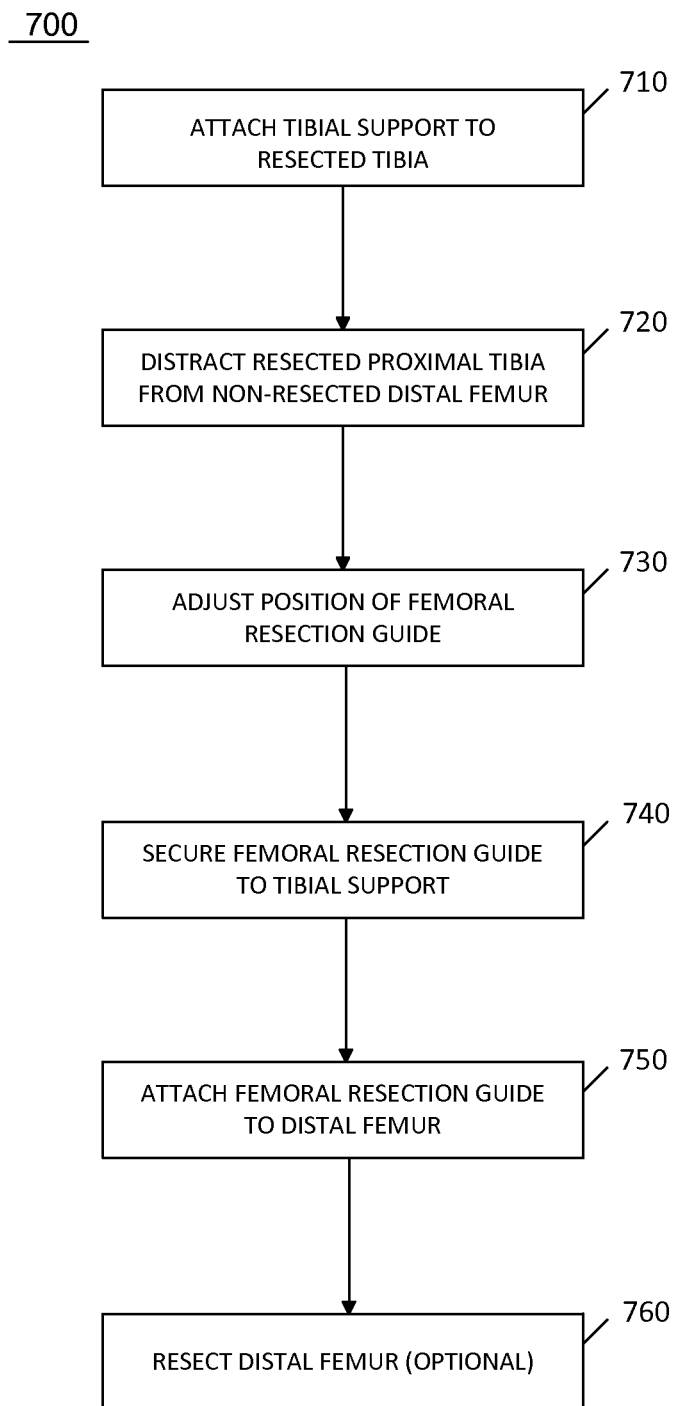 700
710
ATTACH TIBIAL SUPPORT TO
RESECTED TIBIA
720
DISTRACT RESECTED PROXIMAL TIBIA
FROM NON-RESECTED DISTAL FEMUR
730
ADJUST POSITION OF FEMORAL
RESECTION GUIDE
740
SECURE FEMORAL RESECTION GUIDE
TO TIBIAL SUPPORT
750
ATTACH FEMORAL RESECTION GUIDE
TO DISTAL FEMUR
760
RESECT DISTAL FEMUR (OPTIONAL)